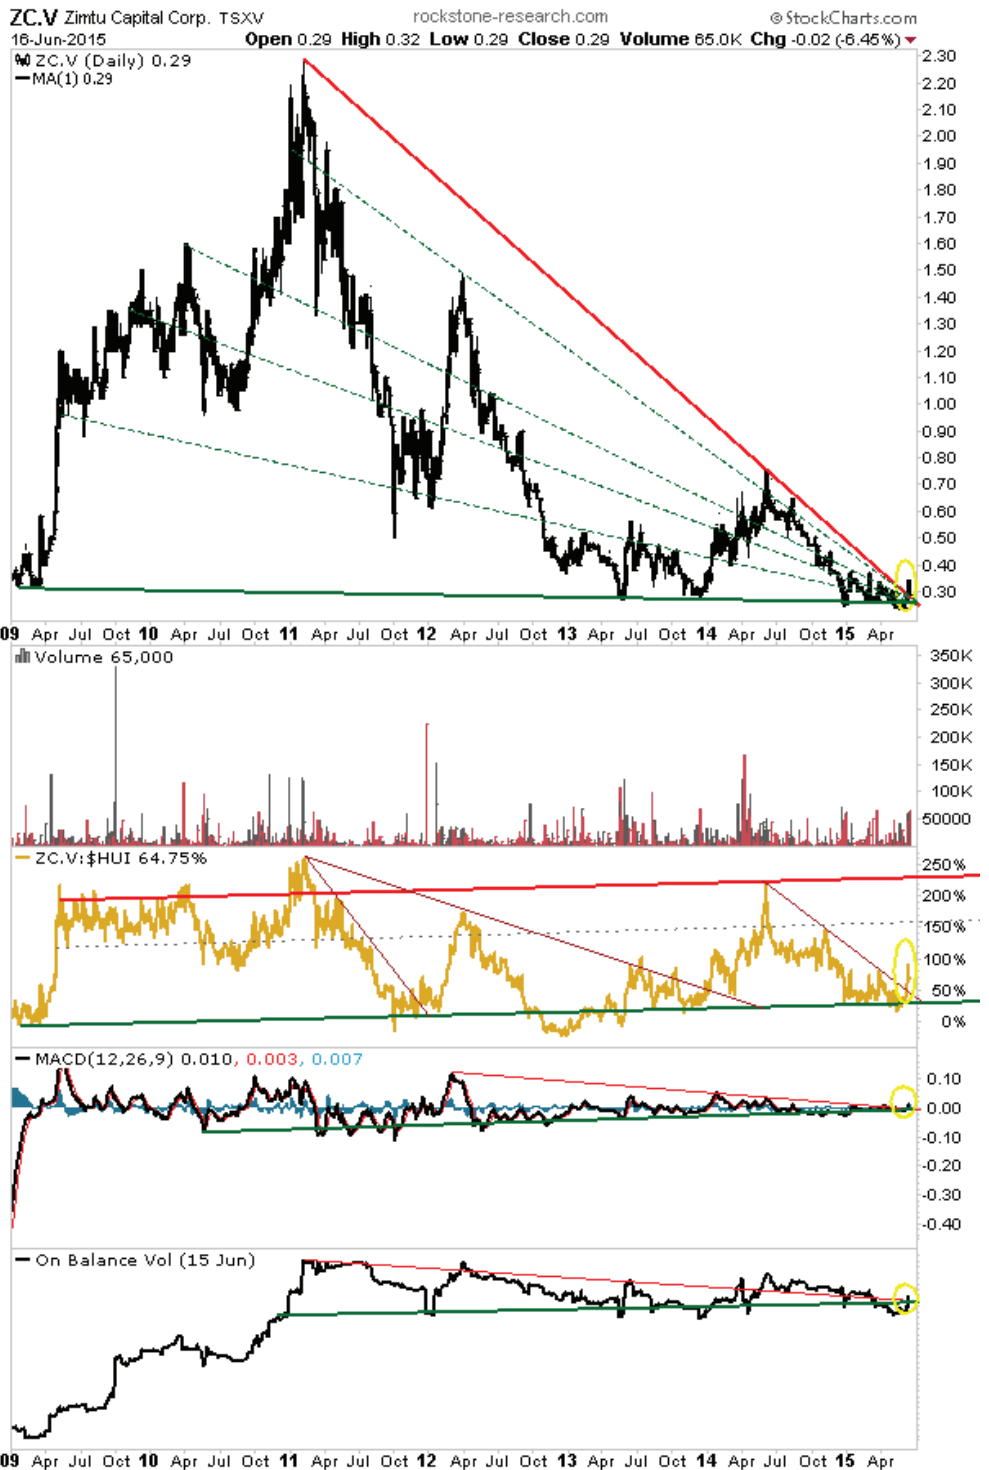 ZC.V Zimtu Capital Corp. TSXV rockstone-research.com © StockCharts.com
16-Jun-2015 Open 0.29 High 0.32 Low 0.29 Close 0.29 Volume 65.0K Chg -0.02 (-6.45%)
ZC.V (Daily) 0.29
MA(1) 0.29
2.30
2.20
2.10
2.00
1.90
1.80
1.70
1.60
1.50
1.40
1.30
1.20
1.10
1.00
0.90
0.80
0.70
0.60
0.50
0.40
0.30
09 Apr Jul Oct 10 Apr Jul Oct 11 Apr Jul Oct 12 Apr Jul Oct 13 Apr Jul Oct 14 Apr Jul Oct 15 Apr
Volume 65,000
350K
300K
250K
200K
150K
100K
50000
ZC.V:$HUI 64.75%
250%
200%
150%
100%
50%
0%
MACD(12,26,9) 0.010, 0.003, 0.007
0.10
0.00
-0.10
-0.20
-0.30
-0.40
On Balance Vol (15 Jun)
09 Apr Jul Oct 10 Apr Jul Oct 11 Apr Jul Oct 12 Apr Jul Oct 13 Apr Jul Oct 14 Apr Jul Oct 15 Apr